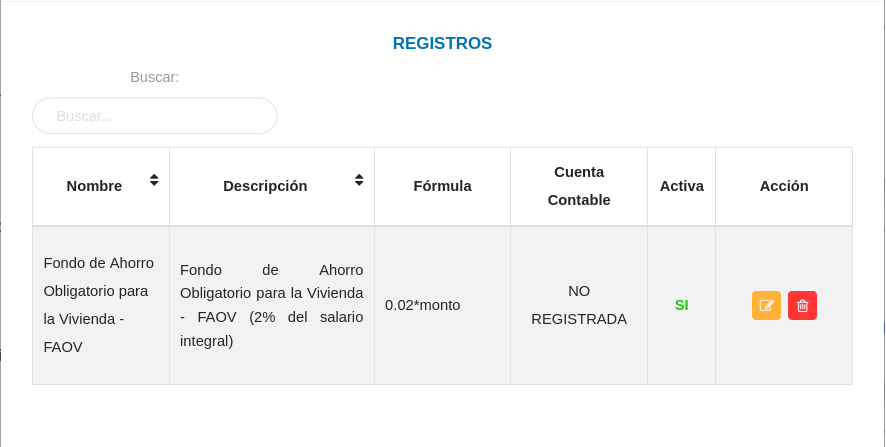 REGISTROS
Buscar:
Buscar...
Nombre
Descripción
Fórmula
Cuenta
Contable
Activa
Acción
Fondo de Ahorro
Obligatorio para
la Vivienda -
FAOV
Fondo de Ahorro
Obligatorio para la Vivienda
- FAOV (2% del salario
integral)
0.02*monto
NO
REGISTRADA
SI